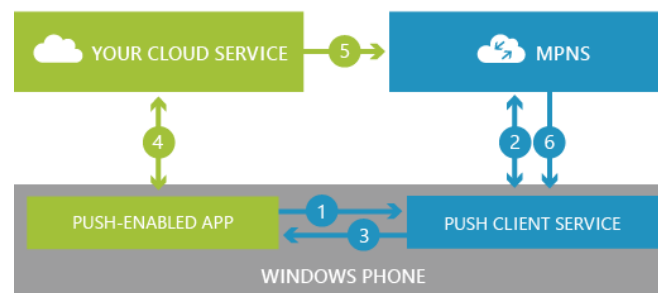 YOUR CLOUD SERVICE
5
MPNS
4
2
6
PUSH-ENABLED APP
1
3
PUSH CLIENT SERVICE
WINDOWS PHONE